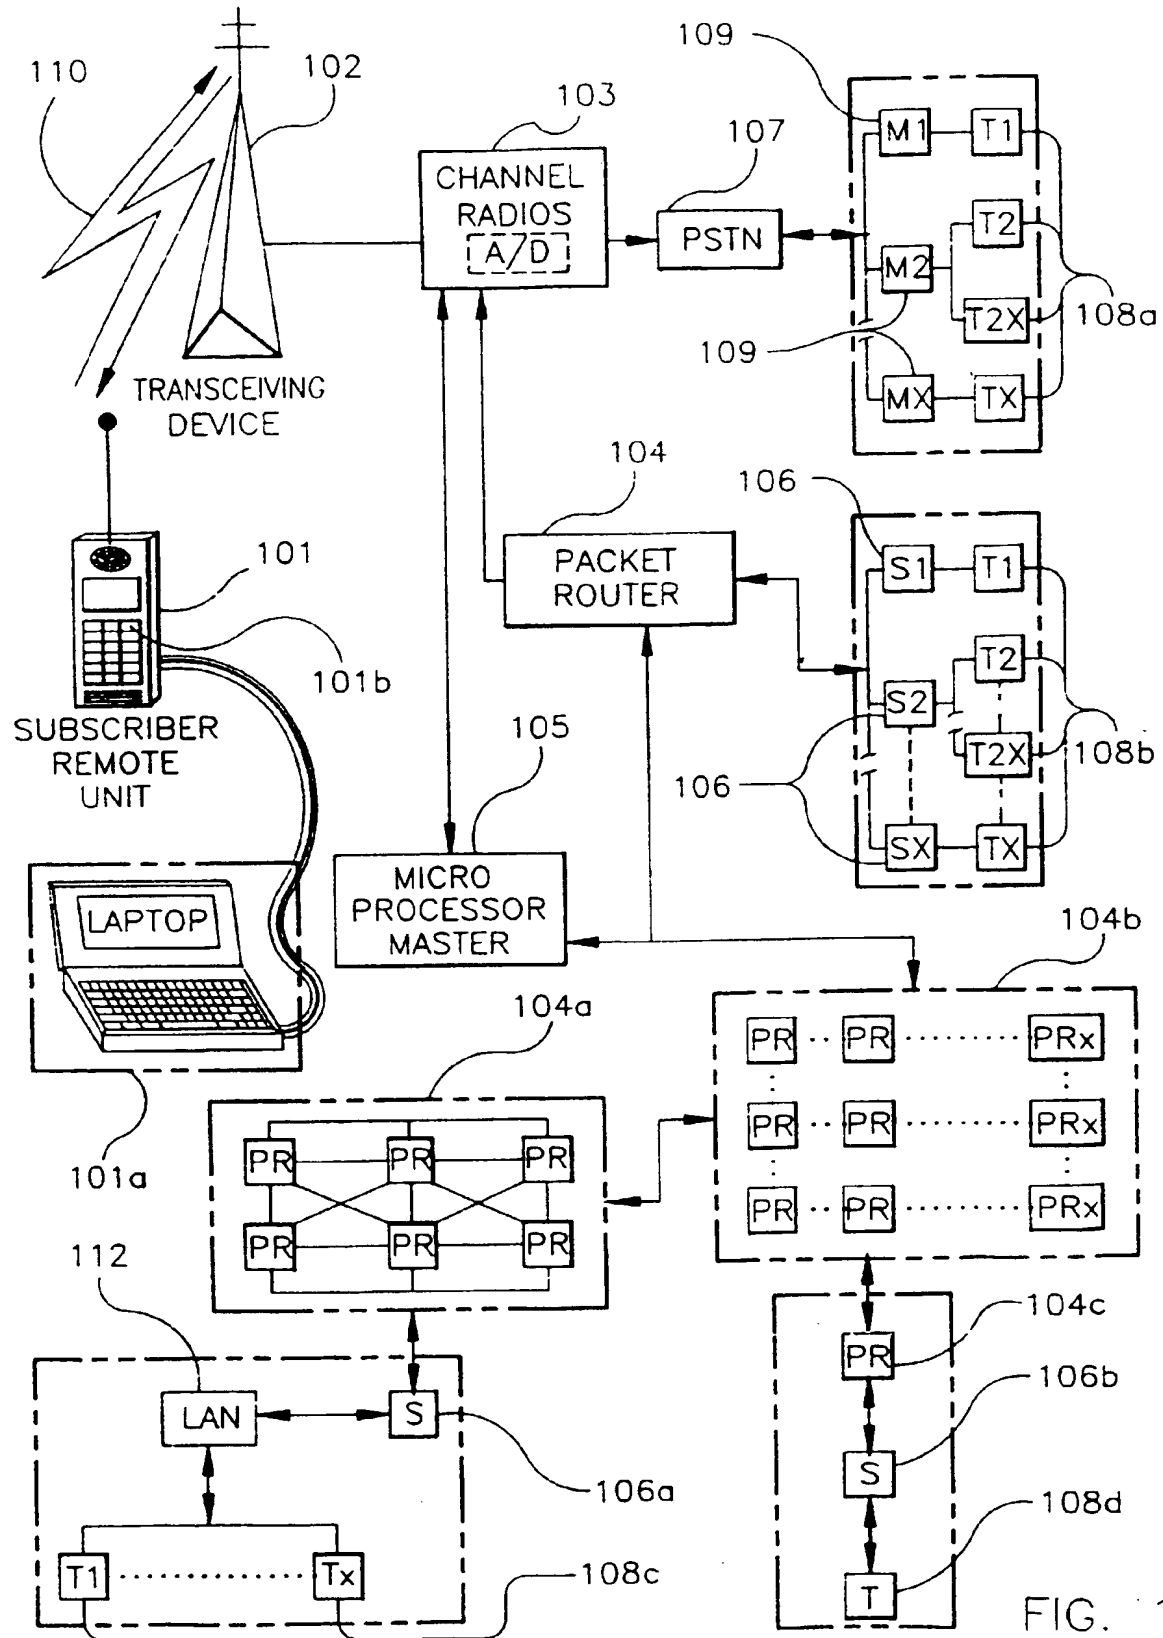 110
102
103
109
107
CHANNEL
RADIOS
A/D
PSTN
M1
T1
T2
M2
T2X
108a
109
MX
TX
TRANSCEIVING
DEVICE
104
106
PACKET
ROUTER
S1
T1
101
101b
T2
S2
T2X
108b
SUBSCRIBER
REMOTE
UNIT
105
106
SX
TX
MICRO
PROCESSOR
MASTER
LAPTOP
104b
104a
PR PR PRx
PR PR PRx
PR PR PRx
101a
PR PR PR
PR PR PR
112
104c
PR
LAN
S
106b
S
106a
108d
T1
Tx
108c
T
FIG.